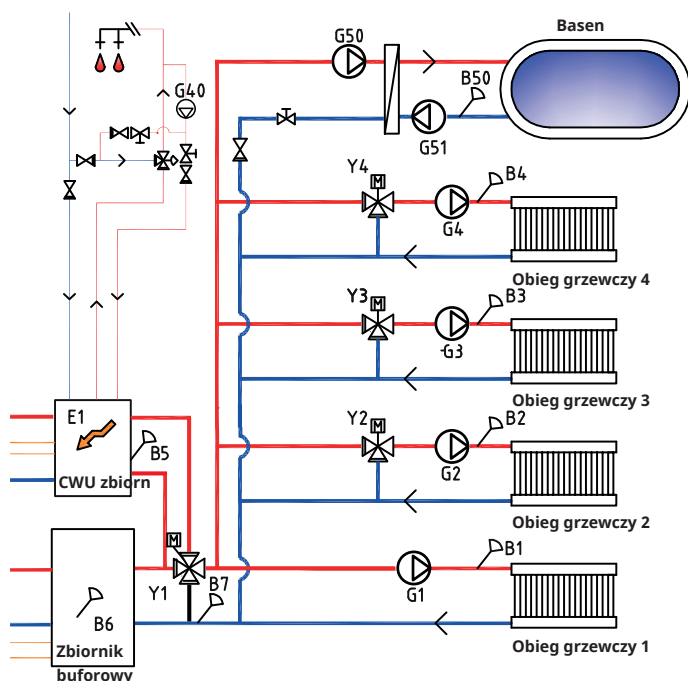 Basen
G50
B50
G40
G51
Y4
M
B4
G4
Obieg grzewczy 4
Y3
M
B3
-G3
Obieg grzewczy 3
E1
Y2
M
B2
B5
G2
CWU zbiorn
Obieg grzewczy 2
M
Y1
B7
B1
G1
B6
Zbiornik
buforowy
Obieg grzewczy 1